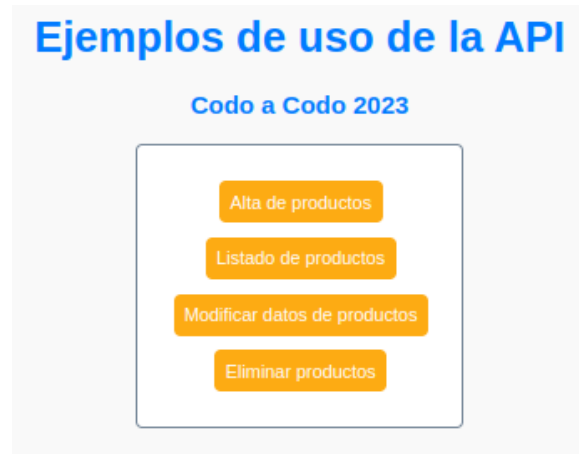 Ejemplos de uso de la API
Codo a Codo 2023
Alta de productos
Listado de productos
Modificar datos de productos
Eliminar productos